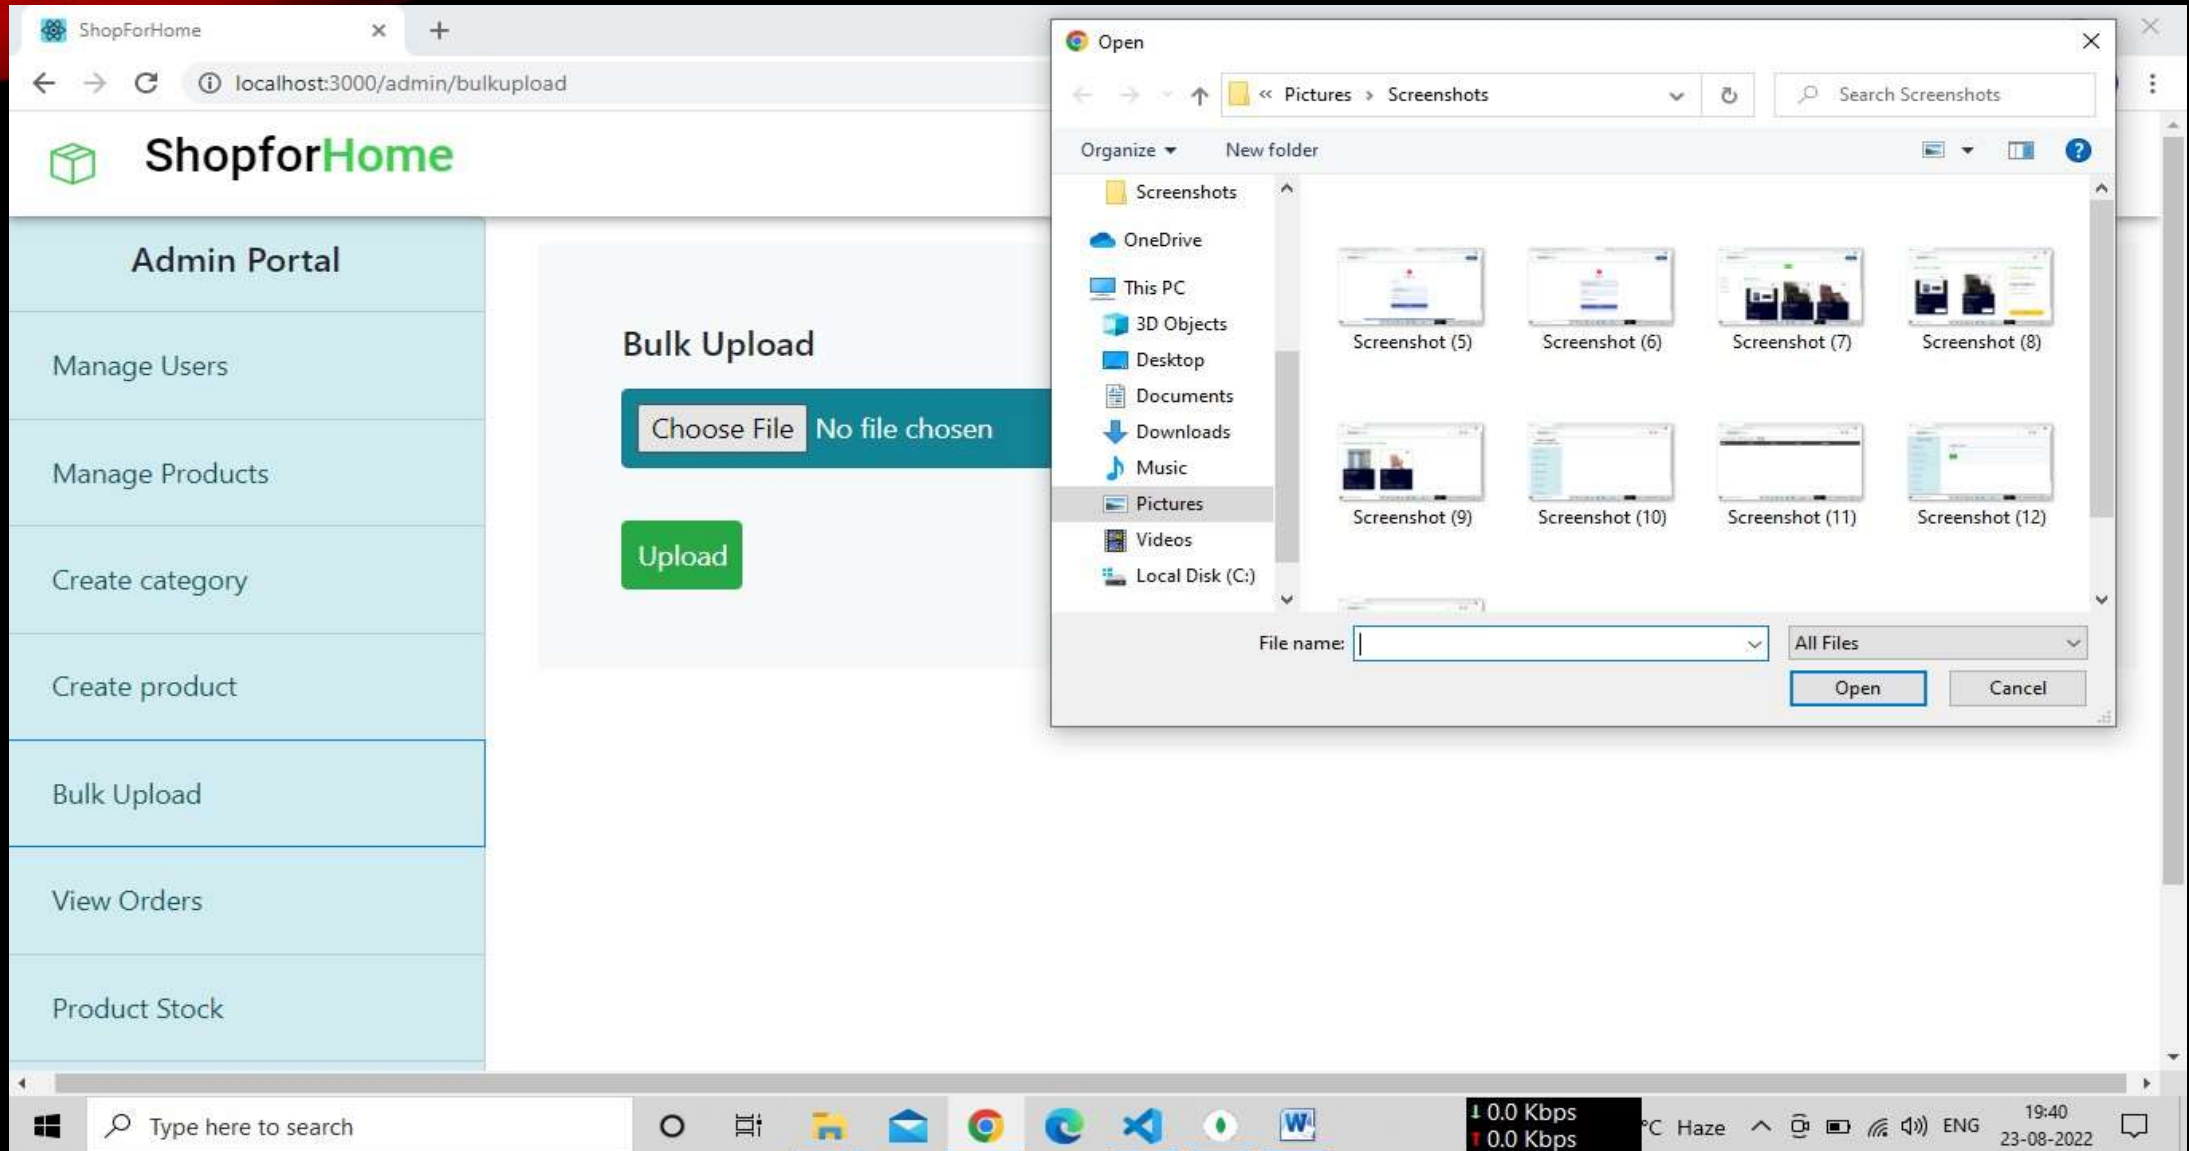 ShopForHome
localhost:3000/admin/bulkupload
ShopforHome
Admin Portal
Manage Users
Manage Products
Create category
Create product
Bulk Upload
View Orders
Product Stock
Bulk Upload
Choose File No file chosen
Upload
Open
« Pictures > Screenshots
Search Screenshots
Organize New folder
Screenshots
OneDrive
This PC
3D Objects
Desktop
Documents
Downloads
Music
Pictures
Videos
Local Disk (C:)
Screenshot (5) Screenshot (6) Screenshot (7) Screenshot (8)
Screenshot (9) Screenshot (10) Screenshot (11) Screenshot (12)
File name: All Files
Open Cancel
Type here to search
0.0 Kbps
0.0 Kbps
°C Haze
ENG
19:40
23-08-2022